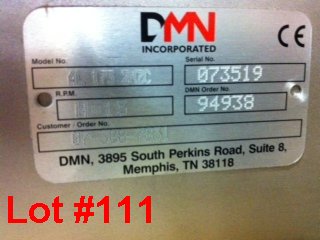 DMN
INCORPORATED
CE
Model No.
Serial No.
073519
R.P.M.
DMN Order No.
94938
Customer / Order No.
DMN, 3895 South Perkins Road, Suite 8,
Memphis, TN 38118
Lot #111